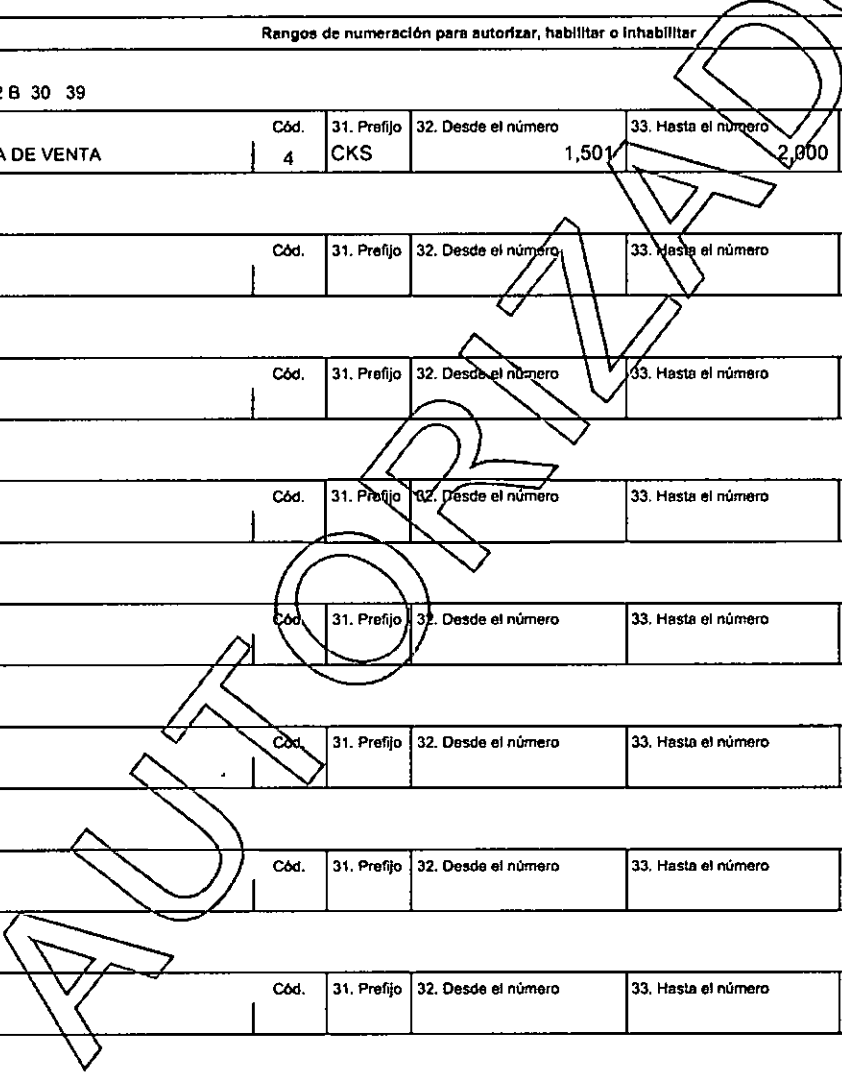 Rangos de numeración para autorizar, habilitar o inhabilitar
2 B 30 39
Cód. 31. Prefijo 32. Desde el número 33. Hasta el número
A DE VENTA 4 CKS 1,501 2,000
Cód. 31. Prefijo 32. Desde el número 33. Hasta el número
Cód. 31. Prefijo 32. Desde el número 33. Hasta el número
Cód. 31. Prefijo 32. Desde el número 33. Hasta el número
Cód. 31. Prefijo 32. Desde el número 33. Hasta el número
Cód. 31. Prefijo 32. Desde el número 33. Hasta el número
Cód. 31. Prefijo 32. Desde el número 33. Hasta el número
Cód. 31. Prefijo 32. Desde el número 33. Hasta el número
AUTORIZAD